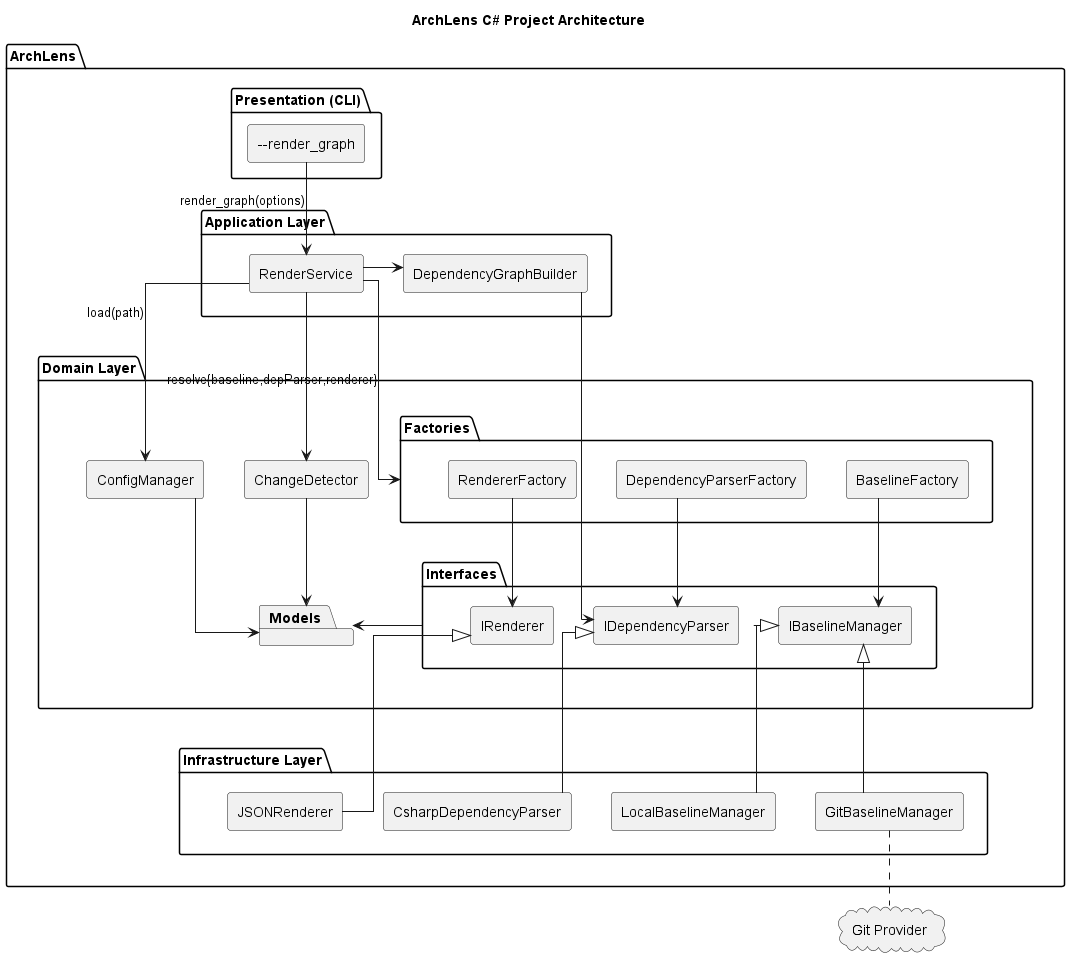 ArchLens C# Project Architecture
ArchLens
Presentation (CLI)
--render_graph
render_graph(options)
Application Layer
RenderService
DependencyGraphBuilder
load(path)
Domain Layer
resolve(baseline,depParser,renderer)
Factories
ConfigManager
ChangeDetector
RendererFactory
DependencyParserFactory
BaselineFactory
Interfaces
Models
IRenderer
IDependencyParser
IBaselineManager
Infrastructure Layer
JSONRenderer
CsharpDependencyParser
LocalBaselineManager
GitBaselineManager
Git Provider